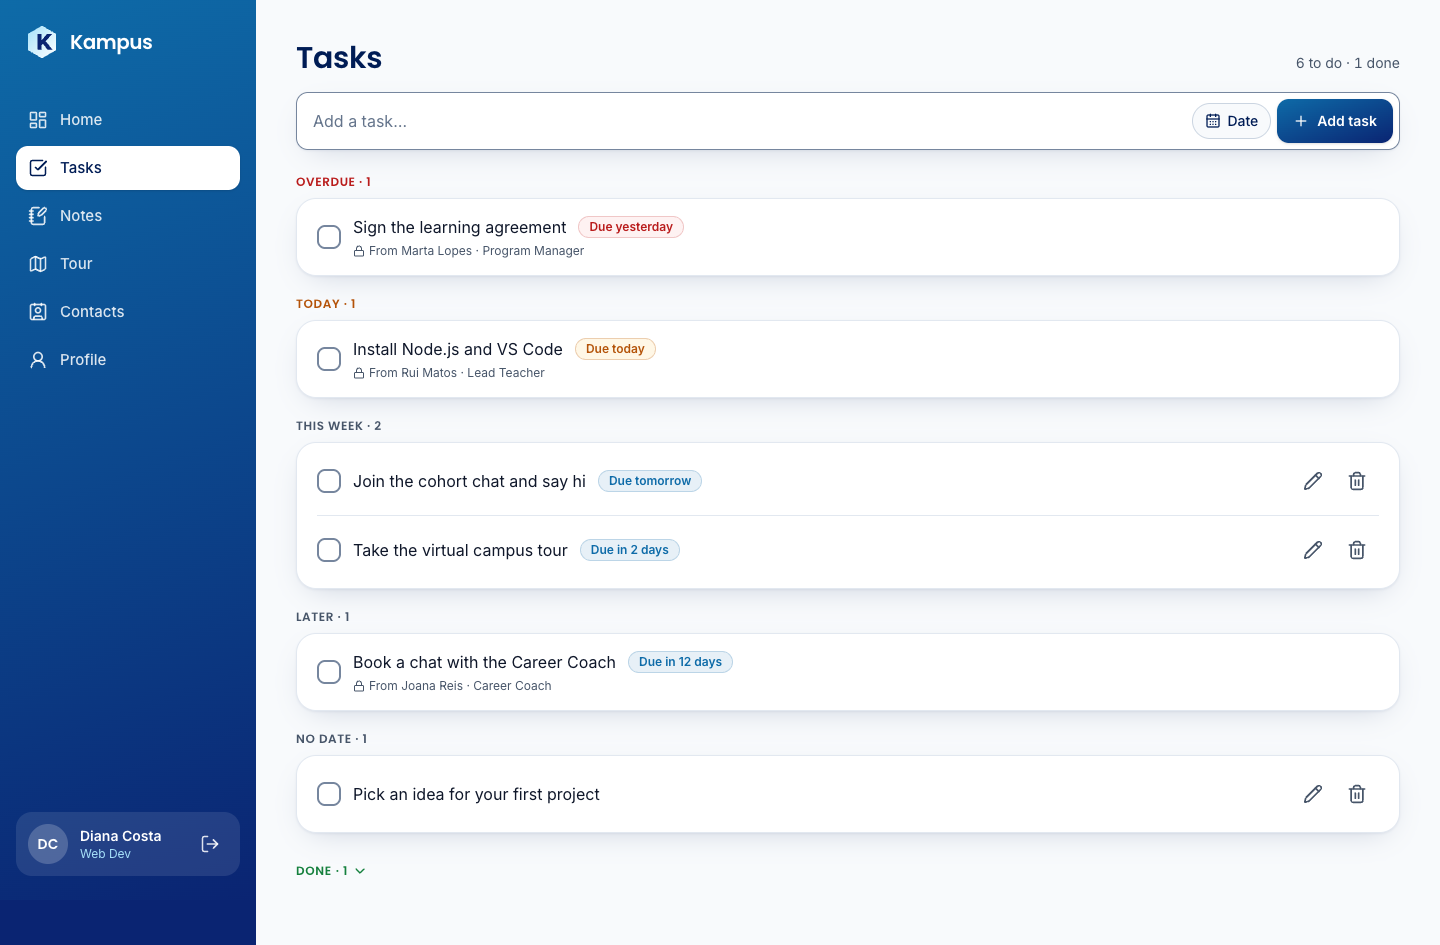 Kampus
Home
Tasks
Notes
Tour
Contacts
Profile
DC
Diana Costa
Web Dev
Tasks
6 to do · 1 done
Add a task...
Date
Add task
OVERDUE · 1
Sign the learning agreement Due yesterday
From Marta Lopes · Program Manager
TODAY · 1
Install Node.js and VS Code Due today
From Rui Matos · Lead Teacher
THIS WEEK · 2
Join the cohort chat and say hi Due tomorrow
Take the virtual campus tour Due in 2 days
LATER · 1
Book a chat with the Career Coach Due in 12 days
From Joana Reis · Career Coach
NO DATE · 1
Pick an idea for your first project
DONE · 1